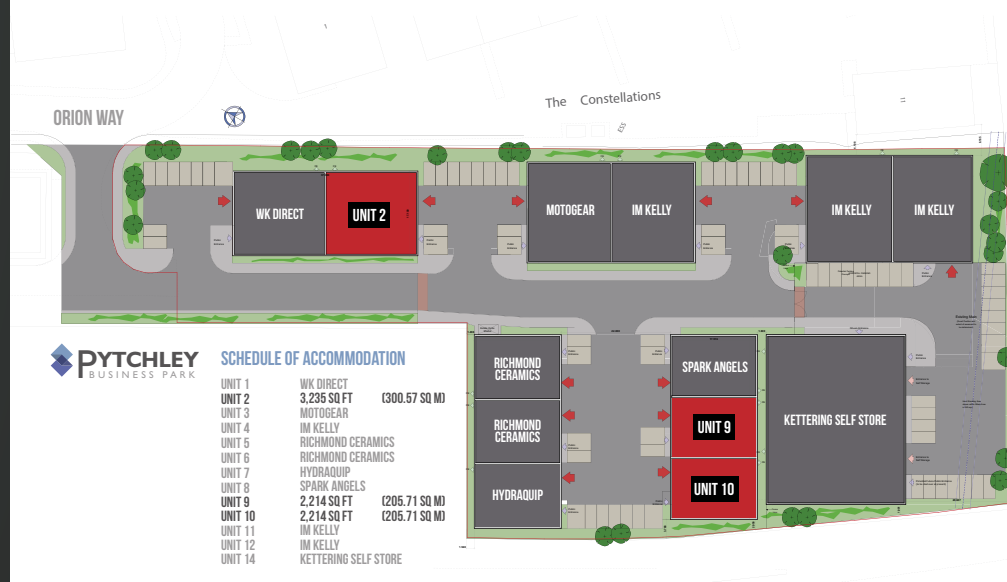 The Constellations
ORION WAY
ESS
WK DIRECT
UNIT 2
MOTOGEAR
IM KELLY
IM KELLY
IM KELLY
RICHMOND
CERAMICS
SPARK ANGELS
RICHMOND
CERAMICS
UNIT 9
KETTERING SELF STORE
HYDRAQUIP
UNIT 10
PYTCHLEY
BUSINESS PARK
SCHEDULE OF ACCOMMODATION
UNIT 1 WK DIRECT
UNIT 2 3,235 SQ FT (300.57 SQ M)
UNIT 3 MOTOGEAR
UNIT 4 IM KELLY
UNIT 5 RICHMOND CERAMICS
UNIT 6 RICHMOND CERAMICS
UNIT 7 HYDRAQUIP
UNIT 8 SPARK ANGELS
UNIT 9 2,214 SQ FT (205.71 SQ M)
UNIT 10 2,214 SQ FT (205.71 SQ M)
UNIT 11 IM KELLY
UNIT 12 IM KELLY
UNIT 14 KETTERING SELF STORE